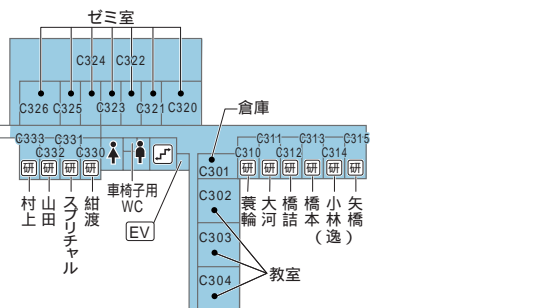 ゼミ室
C324 C322
C326 C325 C323 C321 C320
倉庫
C333 C331
C332 C330
C311 C313 C315
C310 C312 C314
研 研 研 研
研 研 研 研 研 研
C301
村上
山田
スプリチャル
紺渡
車椅子用
WC
EV
蓑輪
大河
橋詰
橋本
小林(逸)
矢橋
C302
C303
教室
C304